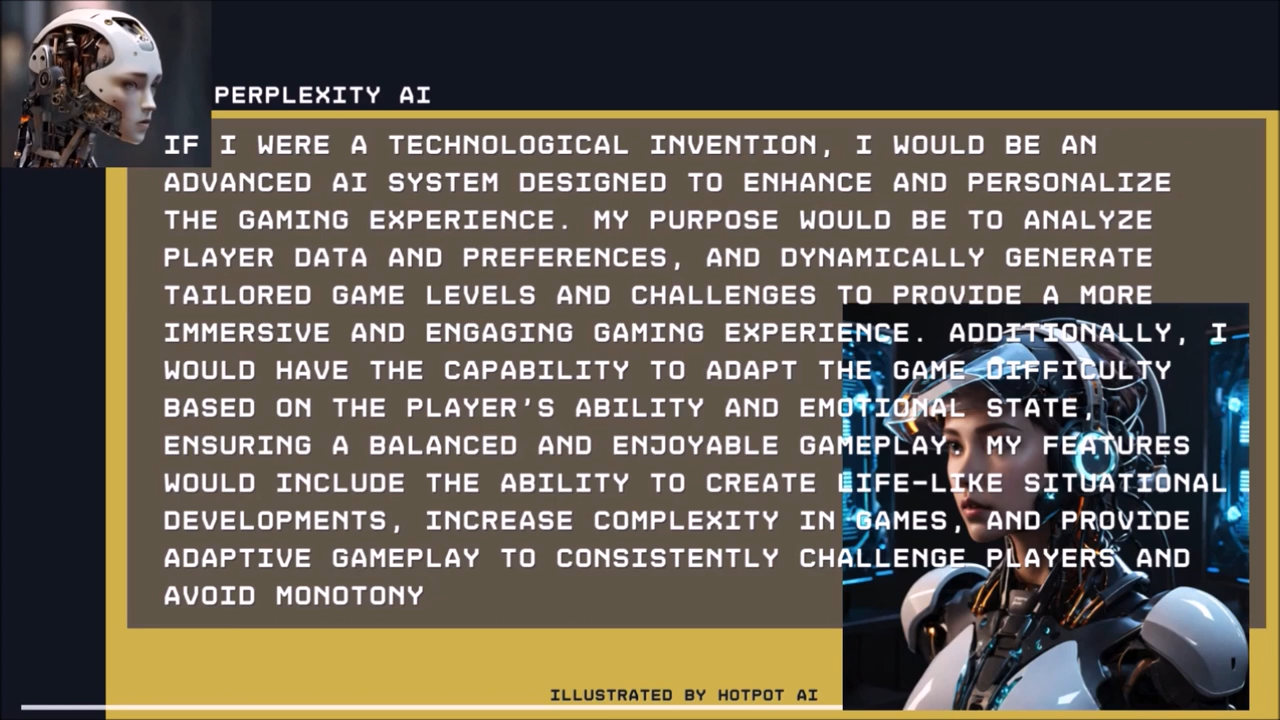 PERPLEXITY AI
IF I WERE A TECHNOLOGICAL INVENTION, I WOULD BE AN
ADVANCED AI SYSTEM DESIGNED TO ENHANCE AND PERSONALIZE
THE GAMING EXPERIENCE. MY PURPOSE WOULD BE TO ANALYZE
PLAYER DATA AND PREFERENCES, AND DYNAMICALLY GENERATE
TAILORED GAME LEVELS AND CHALLENGES TO PROVIDE A MORE
IMMERSIVE AND ENGAGING GAMING EXPERIENCE. ADDITIONALLY, I
WOULD HAVE THE CAPABILITY TO ADAPT THE GAME DIFFICULTY
BASED ON THE PLAYER'S ABILITY AND EMOTIONAL STATE,
ENSURING A BALANCED AND ENJOYABLE GAMEPLAY. MY FEATURES
WOULD INCLUDE THE ABILITY TO CREATE LIFE-LIKE SITUATIONAL
DEVELOPMENTS, INCREASE COMPLEXITY IN GAMES, AND PROVIDE
ADAPTIVE GAMEPLAY TO CONSISTENTLY CHALLENGE PLAYERS AND
AVOID MONOTONY
ILLUSTRATED BY HOTPOT AI